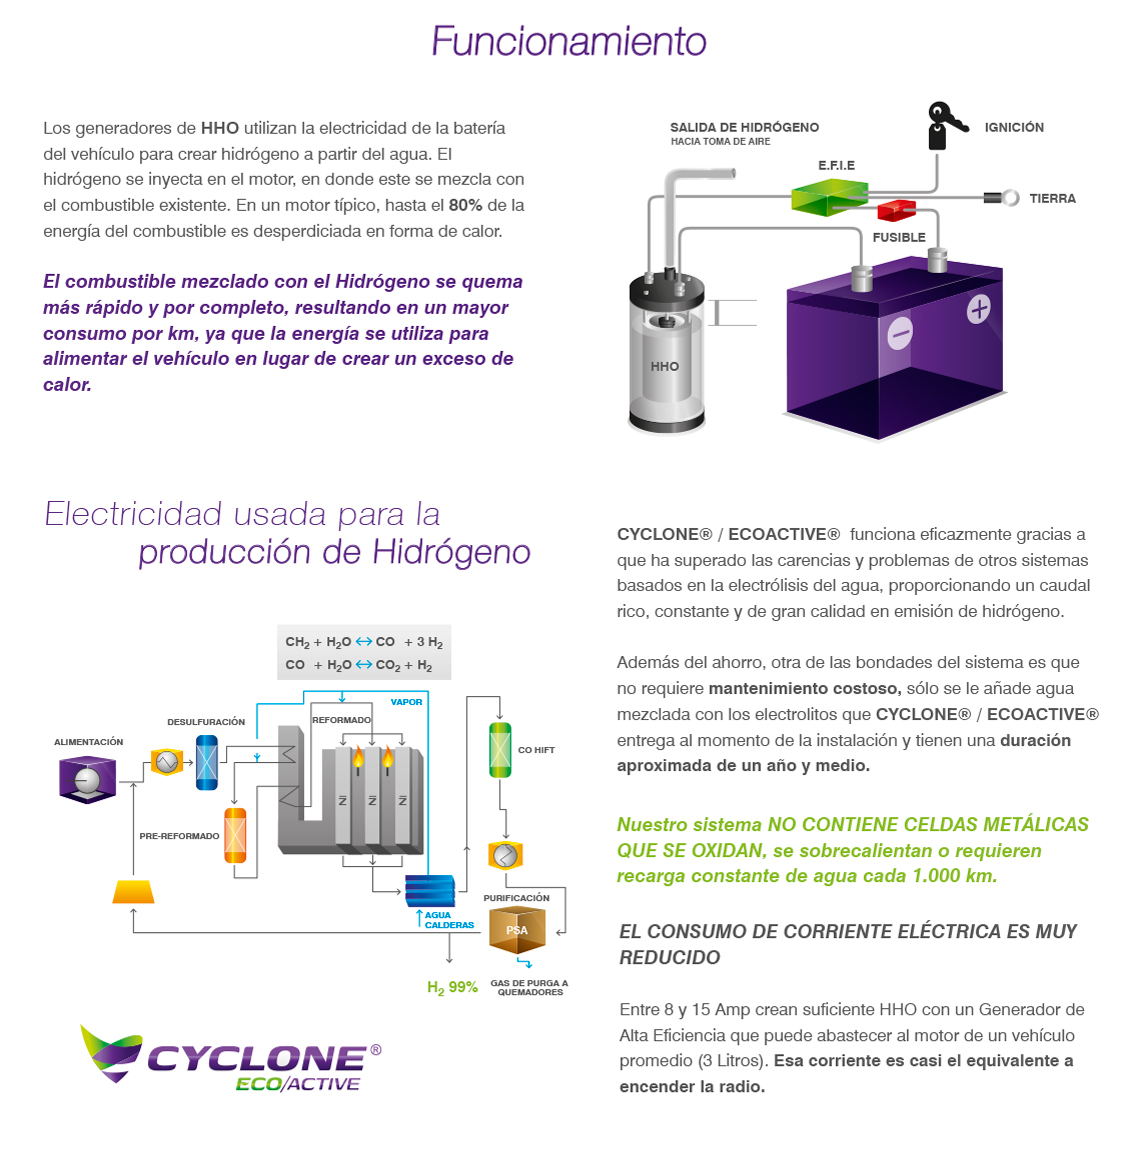 Funcionamiento
Los generadores de HHO utilizan la electricidad de la batería
del vehículo para crear hidrógeno a partir del agua. El
hidrógeno se inyecta en el motor, en donde este se mezcla con
el combustible existente. En un motor típico, hasta el 80% de la
energía del combustible es desperdiciada en forma de calor.
El combustible mezclado con el Hidrógeno se quema
más rápido y por completo, resultando en un mayor
consumo por km, ya que la energía se utiliza para
alimentar el vehículo en lugar de crear un exceso de
calor.
SALIDA DE HIDRÓGENO
HACIA TOMA DE AIRE
IGNICIÓN
E.F.I.E
TIERRA
FUSIBLE
HHO
Electricidad usada para la
producción de Hidrógeno
CH2 + H2O ↔ CO + 3 H2
CO + H2O ↔ CO2 + H2
VAPOR
DESULFURACIÓN
REFORMADO
ALIMENTACIÓN
CO HIFT
NI
NI
NI
PRE-REFORMADO
PURIFICACIÓN
AGUA
CALDERAS
PSA
H2 99%
GAS DE PURGA A
QUEMADORES
CYCLONE®
ECO/ACTIVE
CYCLONE® / ECOACTIVE® funciona eficazmente gracias a
que ha superado las carencias y problemas de otros sistemas
basados en la electrólisis del agua, proporcionando un caudal
rico, constante y de gran calidad en emisión de hidrógeno.
Además del ahorro, otra de las bondades del sistema es que
no requiere mantenimiento costoso, sólo se le añade agua
mezclada con los electrolitos que CYCLONE® / ECOACTIVE®
entrega al momento de la instalación y tienen una duración
aproximada de un año y medio.
Nuestro sistema NO CONTIENE CELDAS METÁLICAS
QUE SE OXIDAN, se sobrecalientan o requieren
recarga constante de agua cada 1.000 km.
EL CONSUMO DE CORRIENTE ELÉCTRICA ES MUY
REDUCIDO
Entre 8 y 15 Amp crean suficiente HHO con un Generador de
Alta Eficiencia que puede abastecer al motor de un vehículo
promedio (3 Litros). Esa corriente es casi el equivalente a
encender la radio.